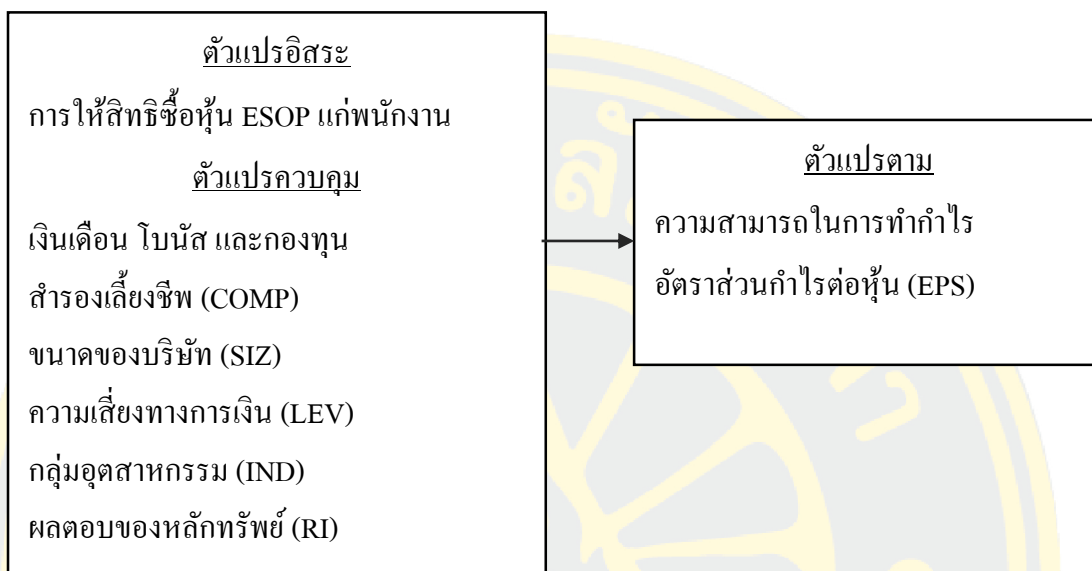 ตัวแปรอิสระ
การให้สิทธิซื้อหุ้น ESOP แก่พนักงาน
ตัวแปรควบคุม
เงินเดือน โบนัส และกองทุน
สำรองเลี้ยงชีพ (COMP)
ขนาดของบริษัท (SIZ)
ความเสี่ยงทางการเงิน (LEV)
กลุ่มอุตสาหกรรม (IND)
ผลตอบของหลักทรัพย์ (RI)
ตัวแปรตาม
ความสามารถในการทำกำไร
อัตราส่วนกำไรต่อหุ้น (EPS)